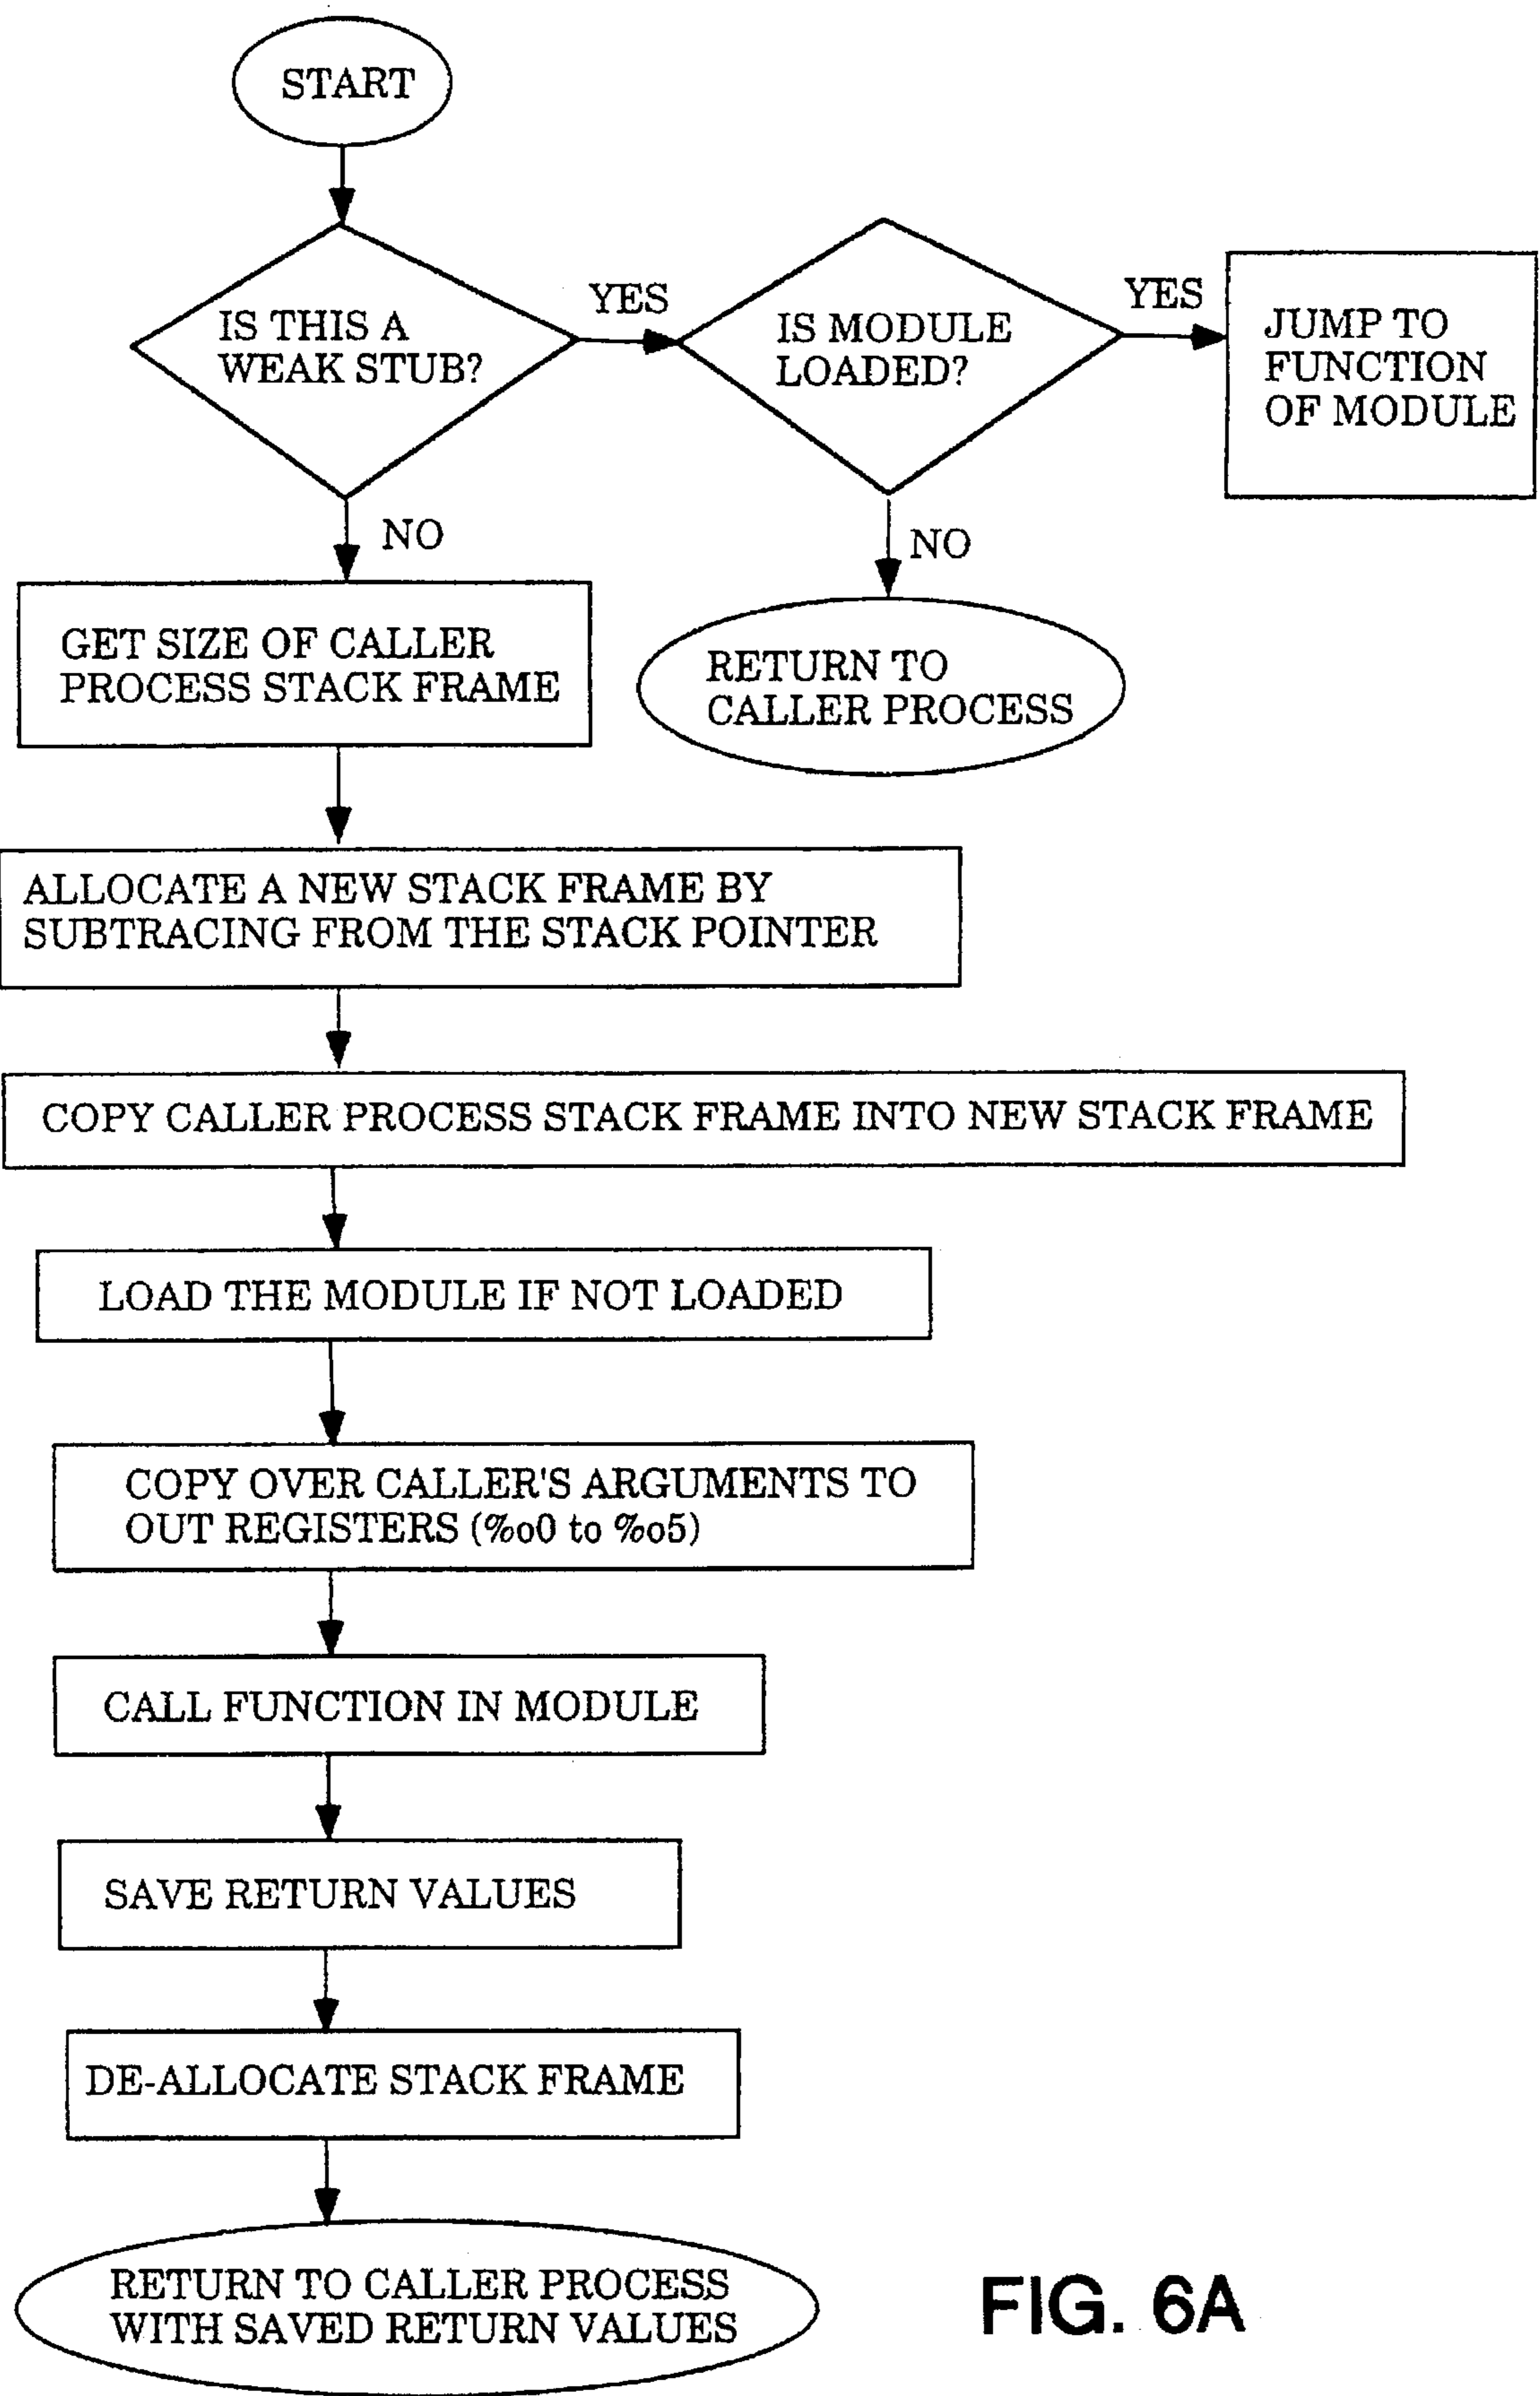 START
IS THIS A
WEAK STUB?
YES
IS MODULE
LOADED?
YES
JUMP TO
FUNCTION
OF MODULE
NO
NO
GET SIZE OF CALLER
PROCESS STACK FRAME
RETURN TO
CALLER PROCESS
ALLOCATE A NEW STACK FRAME BY
SUBTRACING FROM THE STACK POINTER
COPY CALLER PROCESS STACK FRAME INTO NEW STACK FRAME
LOAD THE MODULE IF NOT LOADED
COPY OVER CALLER'S ARGUMENTS TO
OUT REGISTERS (%o0 to %o5)
CALL FUNCTION IN MODULE
SAVE RETURN VALUES
DE-ALLOCATE STACK FRAME
RETURN TO CALLER PROCESS
WITH SAVED RETURN VALUES
FIG. 6A